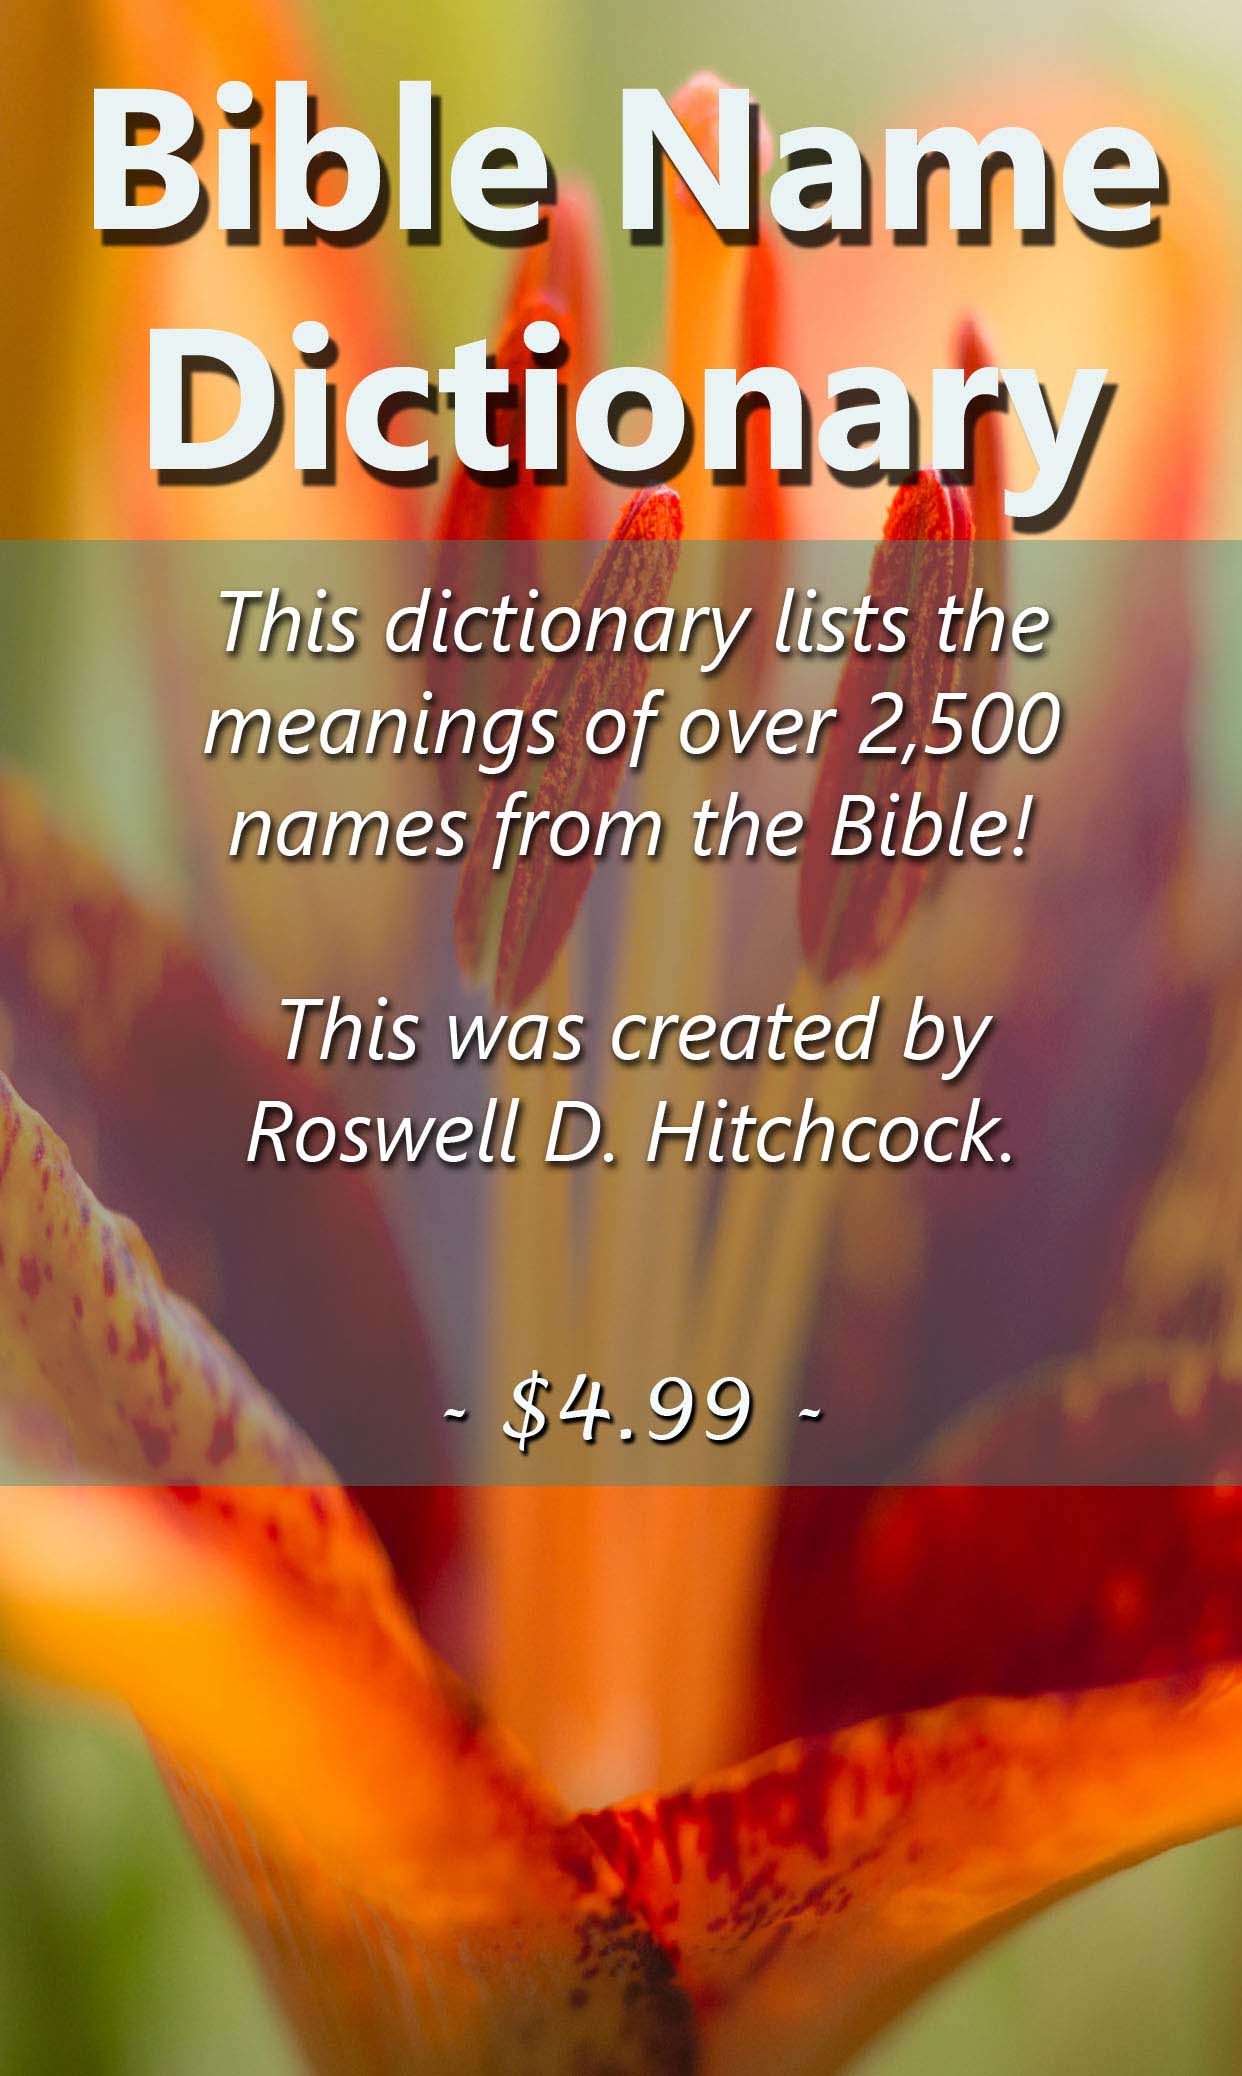 Bible Name
Dictionary
This dictionary lists the
meanings of over 2,500
names from the Bible!
This was created by
Roswell D. Hitchcock.
- $4.99 -